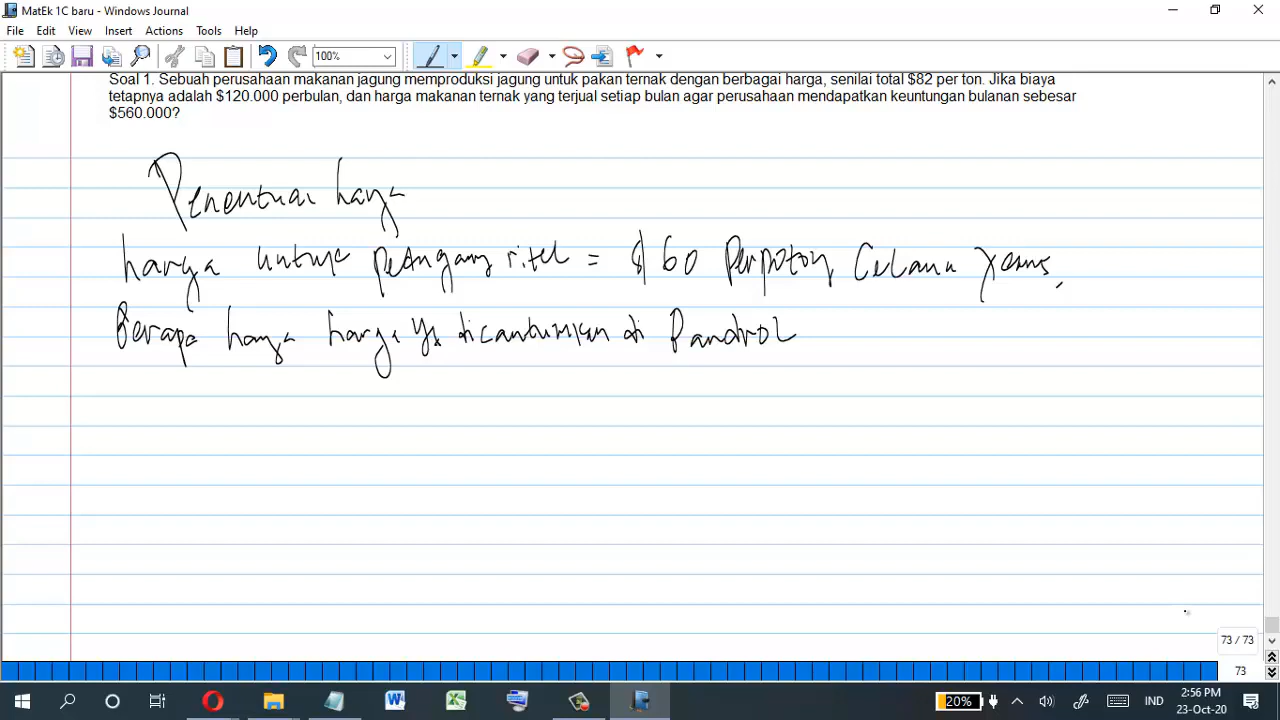 MatEk 1C baru - Windows Journal
File Edit View Insert Actions Tools Help
100%
Soal 1. Sebuah perusahaan makanan jagung memproduksi jagung untuk pakan ternak dengan berbagai harga, senilai total $82 per ton. Jika biaya
tetapnya adalah $120.000 perbulan, dan harga makanan ternak yang terjual setiap bulan agar perusahaan mendapatkan keuntungan bulanan sebesar
$560.000?
Penentuan harga
harga untuk pedagang ritel = $ 60 Perpotong Celana
Berapa harga harga yg dicantumkan di Bandrol
73 / 73
73
20%
IND
2:56 PM
23-Oct-20